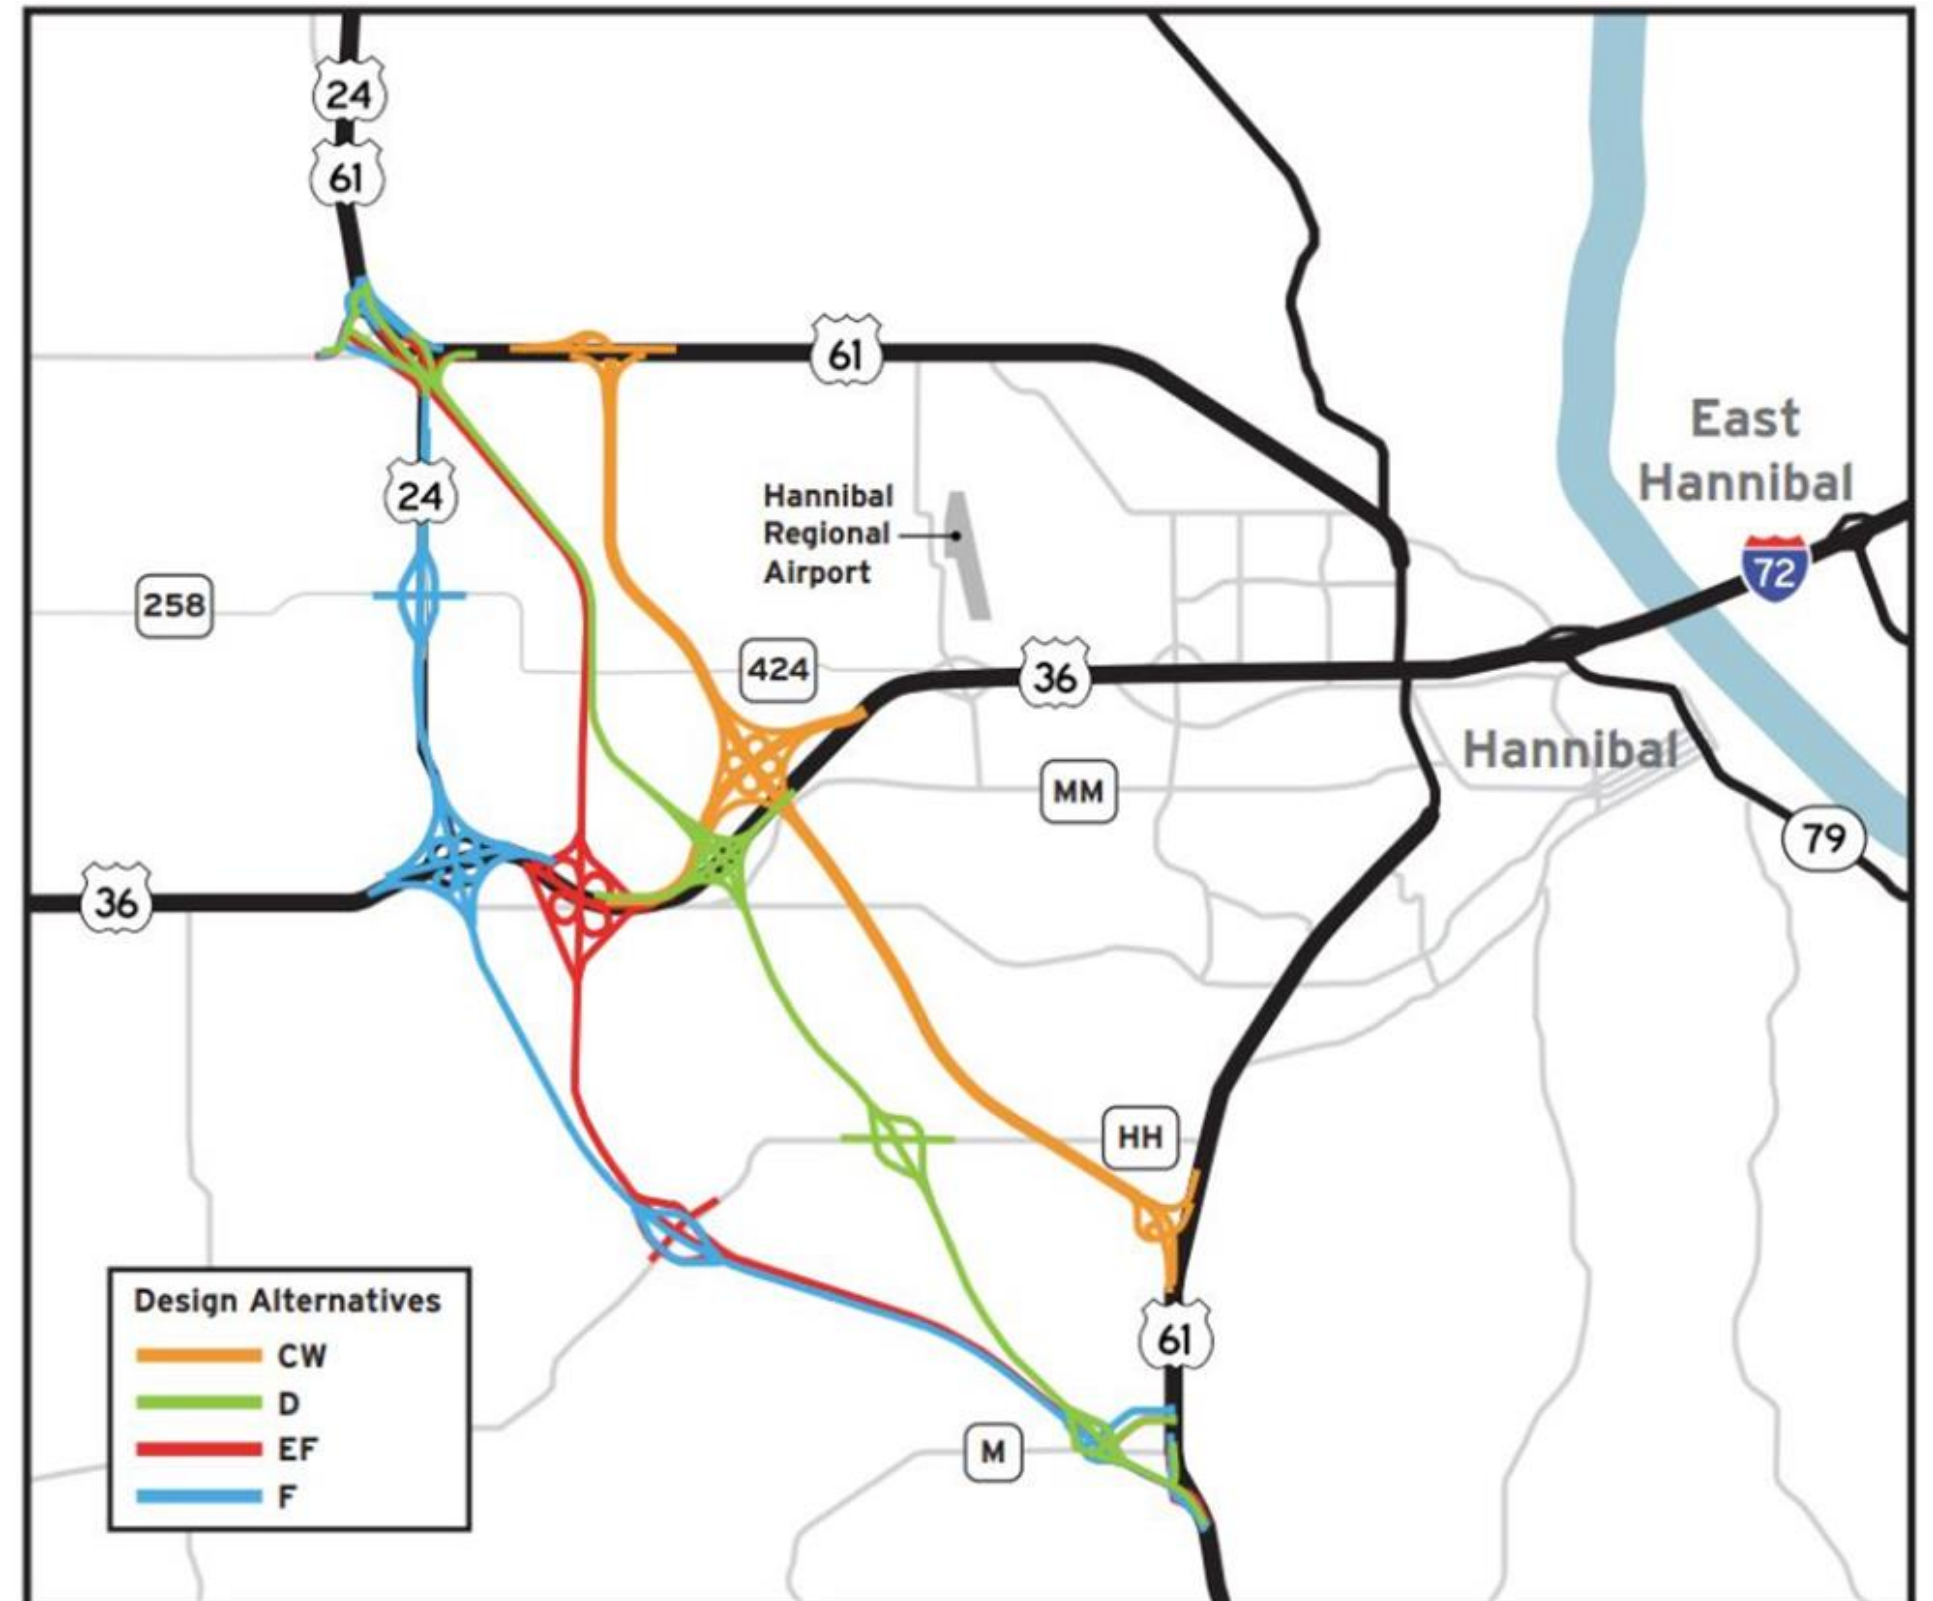 24
61
61
East
Hannibal
24
Hannibal
Regional
Airport
72
258
424
36
Hannibal
MM
79
36
HH
Design Alternatives
CW
D
EF
F
61
M